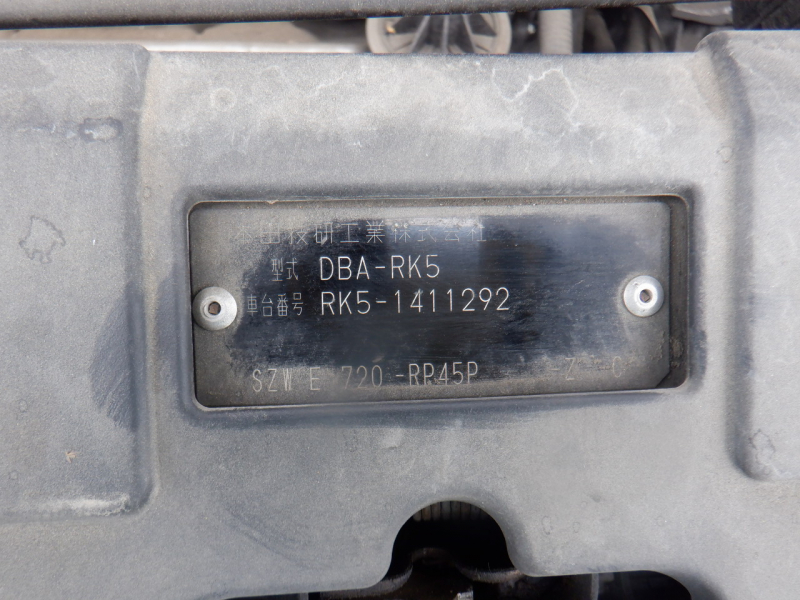 本田技研工業株式会社
型式 DBA-RK5
車台番号 RK5-1411292
SZW E 720 -RP45P -Z C